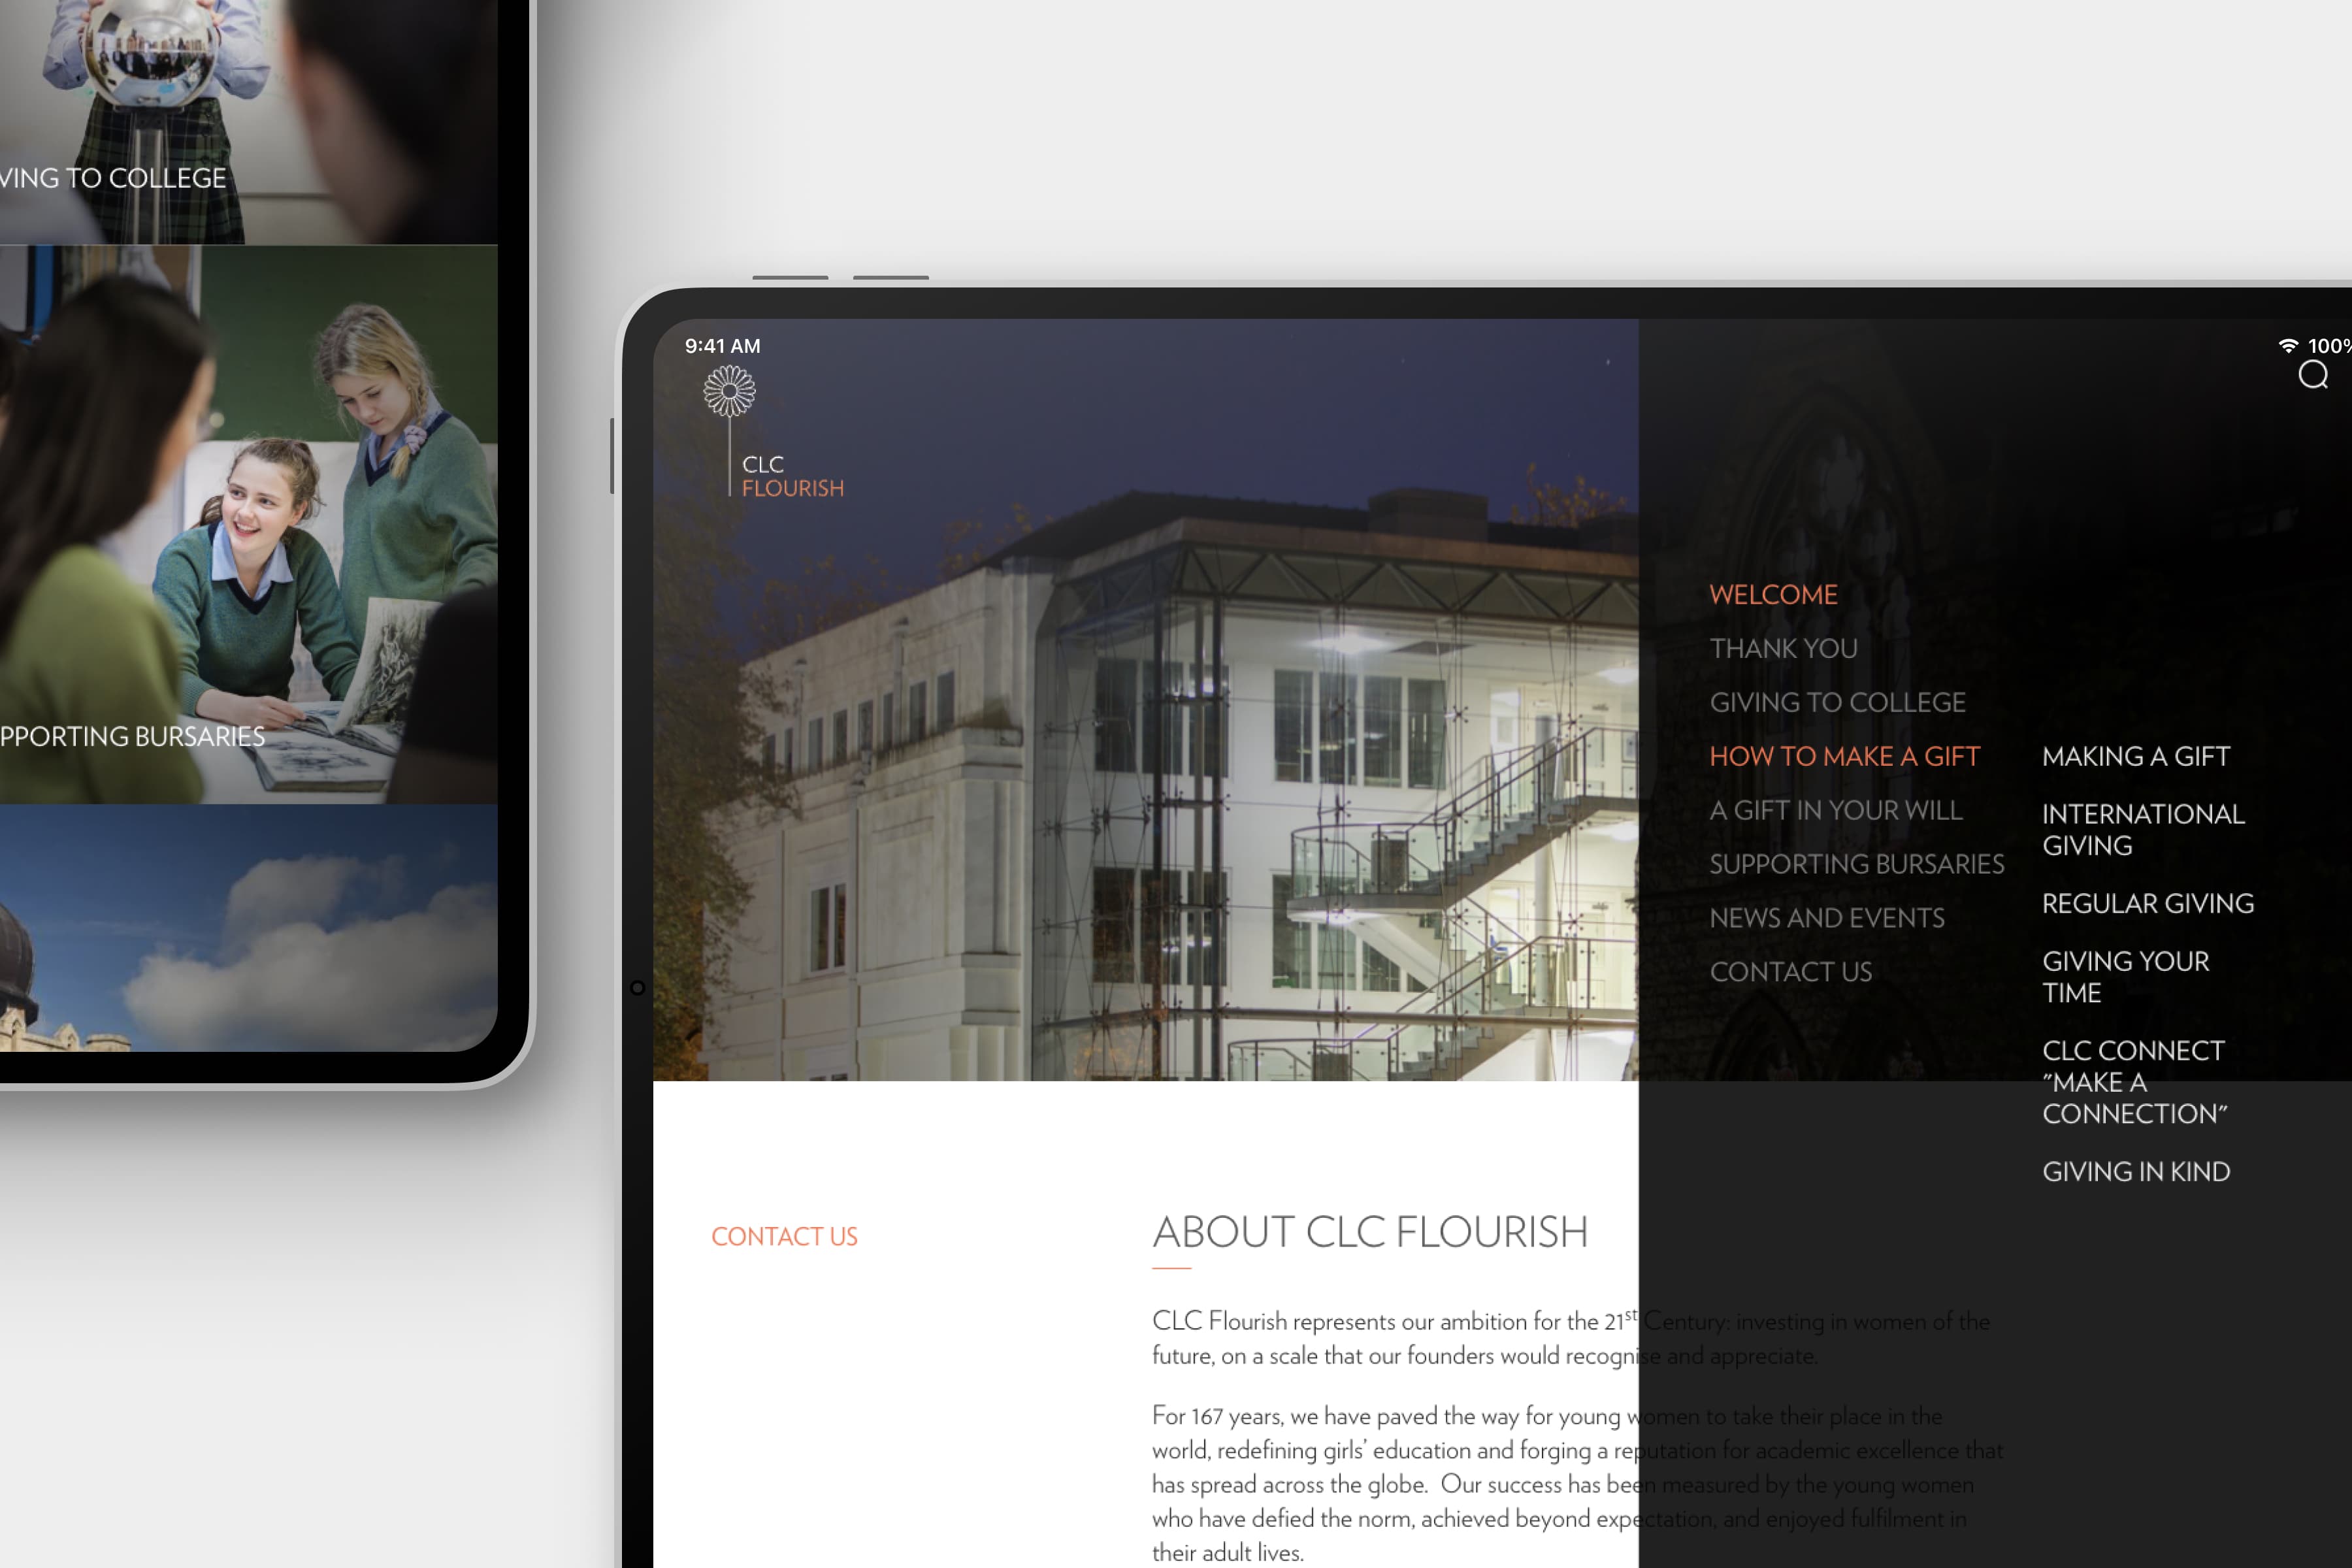 VING TO COLLEGE
PPORTING BURSARIES
9:41 AM
100%
CLC
FLOURISH
WELCOME
THANK YOU
GIVING TO COLLEGE
HOW TO MAKE A GIFT
A GIFT IN YOUR WILL
SUPPORTING BURSARIES
NEWS AND EVENTS
CONTACT US
MAKING A GIFT
INTERNATIONAL
GIVING
REGULAR GIVING
GIVING YOUR
TIME
CLC CONNECT
"MAKE A
CONNECTION"
GIVING IN KIND
CONTACT US
ABOUT CLC FLOURISH
CLC Flourish represents our ambition for the 21st Century: investing in women of the
future, on a scale that our founders would recognise and appreciate.
For 167 years, we have paved the way for young women to take their place in the
world, redefining girls' education and forging a reputation for academic excellence that
has spread across the globe. Our success has been measured by the young women
who have defied the norm, achieved beyond expectation, and enjoyed fulfilment in
their adult lives.